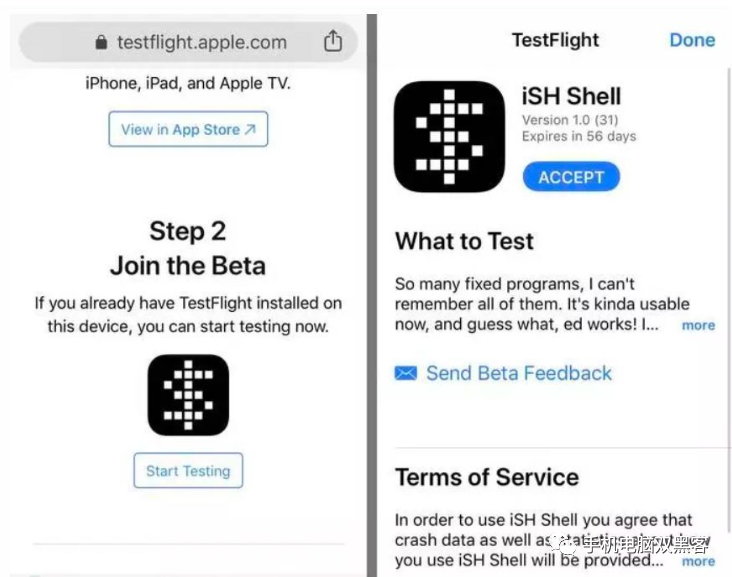 testflight.apple.com
iPhone, iPad, and Apple TV.
View in App Store ↗
Step 2
Join the Beta
If you already have TestFlight installed on
this device, you can start testing now.
Start Testing
TestFlight
Done
iSH Shell
Version 1.0 (31)
Expires in 56 days
ACCEPT
What to Test
So many fixed programs, I can't
remember all of them. It's kinda usable
now, and guess what, ed works! I... more
Send Beta Feedback
Terms of Service
In order to use iSH Shell you agree that
crash data as well as statistics about how
you use iSH Shell will be provided... more
手机电脑双黑客